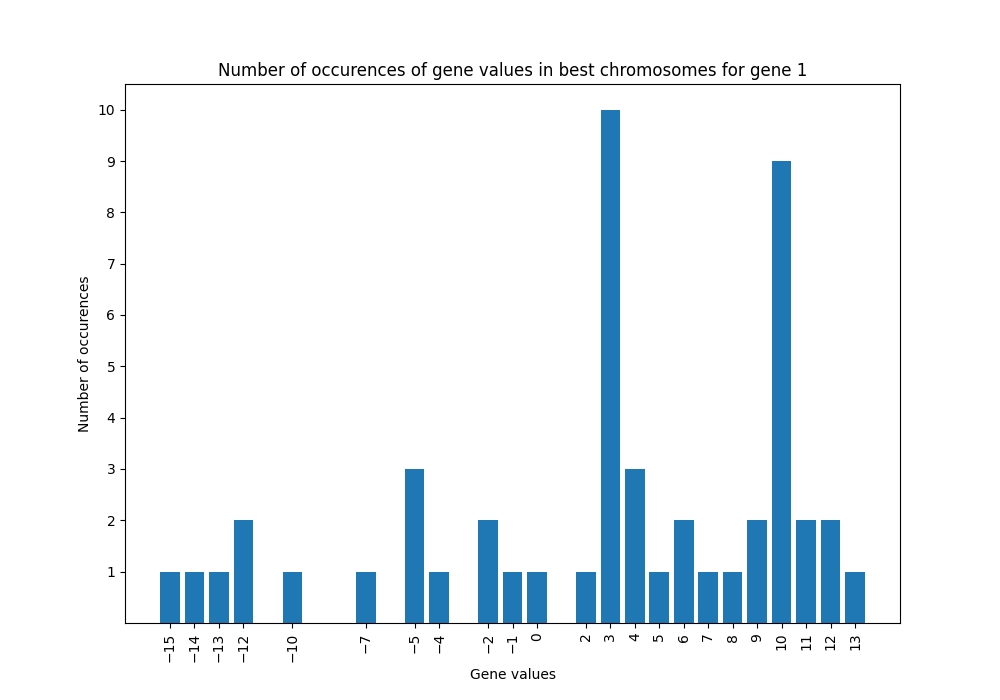 Number of occurences of gene values in best chromosomes for gene 1
10
9
8
7
6
5
4
3
2
1
Number of occurences
−15 −14 −13 −12 −10 −7 −5 −4 −2 −1 0 2 3 4 5 6 7 8 9 10 11 12 13
Gene values